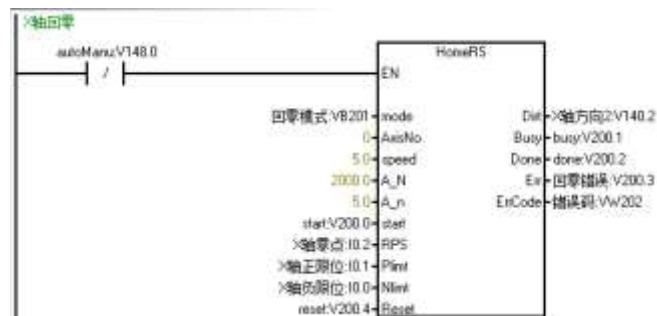 X轴回零
autoManu:V148.0
/
HomeRS
EN
回零模式:VB201 mode Dirt X轴方向2:V140.2
0 AxisNo Busy busy:V200.1
5.0 speed Done done:V200.2
2000.0 A_N Err 回零错误:V200.3
5.0 A_n ErrCode 错误码:VW202
start:V200.0 start
X轴零点:I0.2 RPS
X轴正限位:I0.1 Plimt
X轴负限位:I0.0 Nlimt
reset:V200.4 Reset